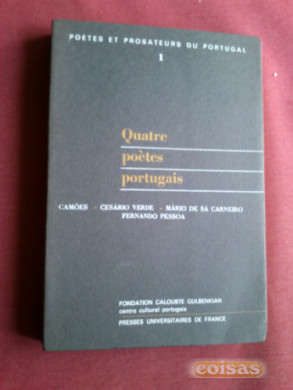 POÈTES ET PROSATEURS DU PORTUGAL
1
Quatre
poètes
portugais
CAMÕES - CESÁRIO VERDE - MÁRIO DE SÁ CARNEIRO
FERNANDO PESSOA
FONDATION CALOUSTE GULBENKIAN
centre culturel portugais
PRESSES UNIVERSITAIRES DE FRANCE
coisas